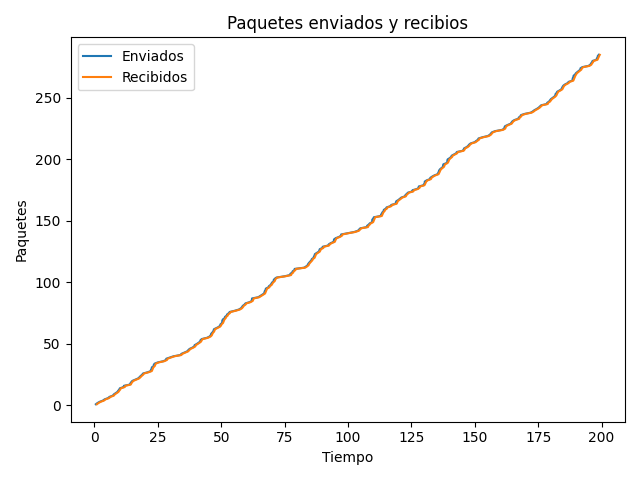 Paquetes enviados y recibios
Enviados
Recibidos
Paquetes
250
200
150
100
50
0
0 25 50 75 100 125 150 175 200
Tiempo